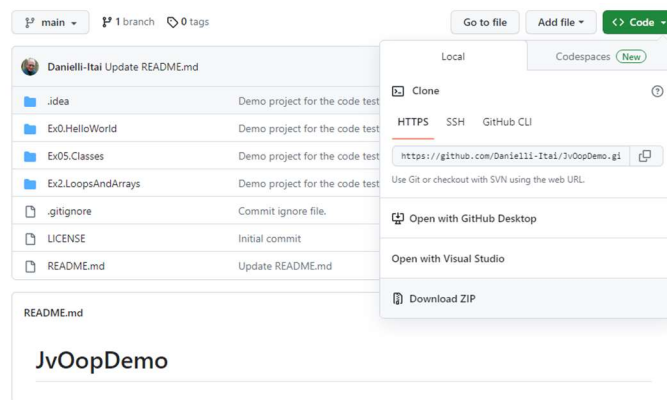 main 1 branch 0 tags Go to file Add file <> Code
Danielli-Itai Update README.md
.idea Demo project for the code test
Ex0.HelloWorld Demo project for the code test
Ex05.Classes Demo project for the code test
Ex2.LoopsAndArrays Demo project for the code test
.gitignore Commit ignore file.
LICENSE Initial commit
README.md Update README.md
Local Codespaces New
Clone
HTTPS SSH GitHub CLI
https://github.com/Danielli-Itai/JvOopDemo.gi
Use Git or checkout with SVN using the web URL.
Open with GitHub Desktop
Open with Visual Studio
Download ZIP
README.md
JvOopDemo